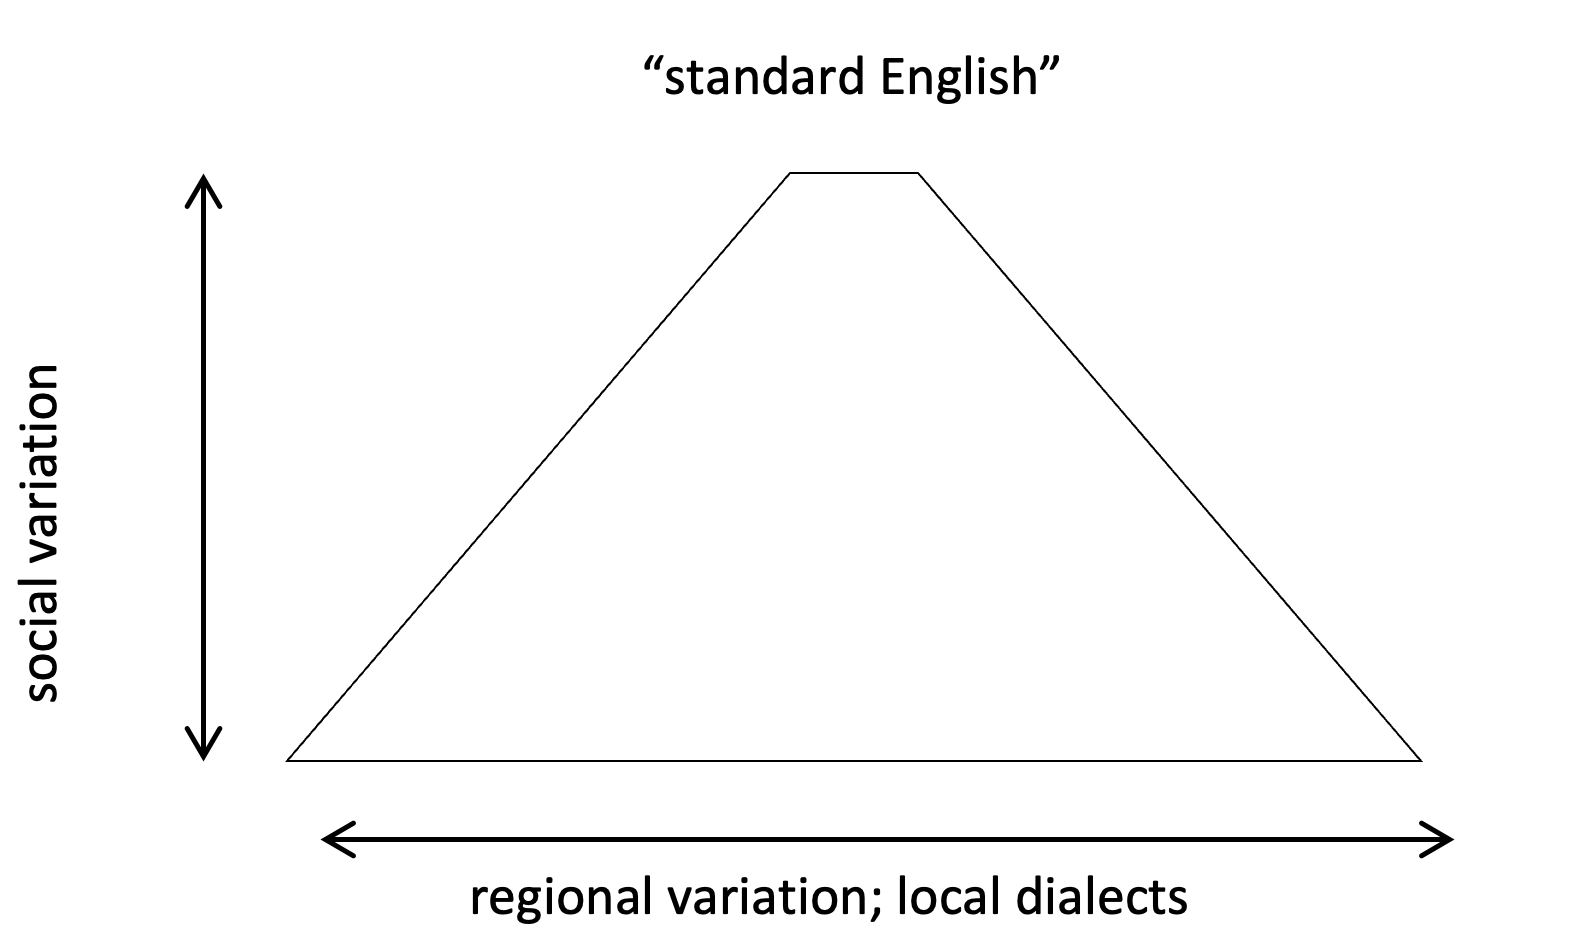 “standard English”
social variation
regional variation; local dialects